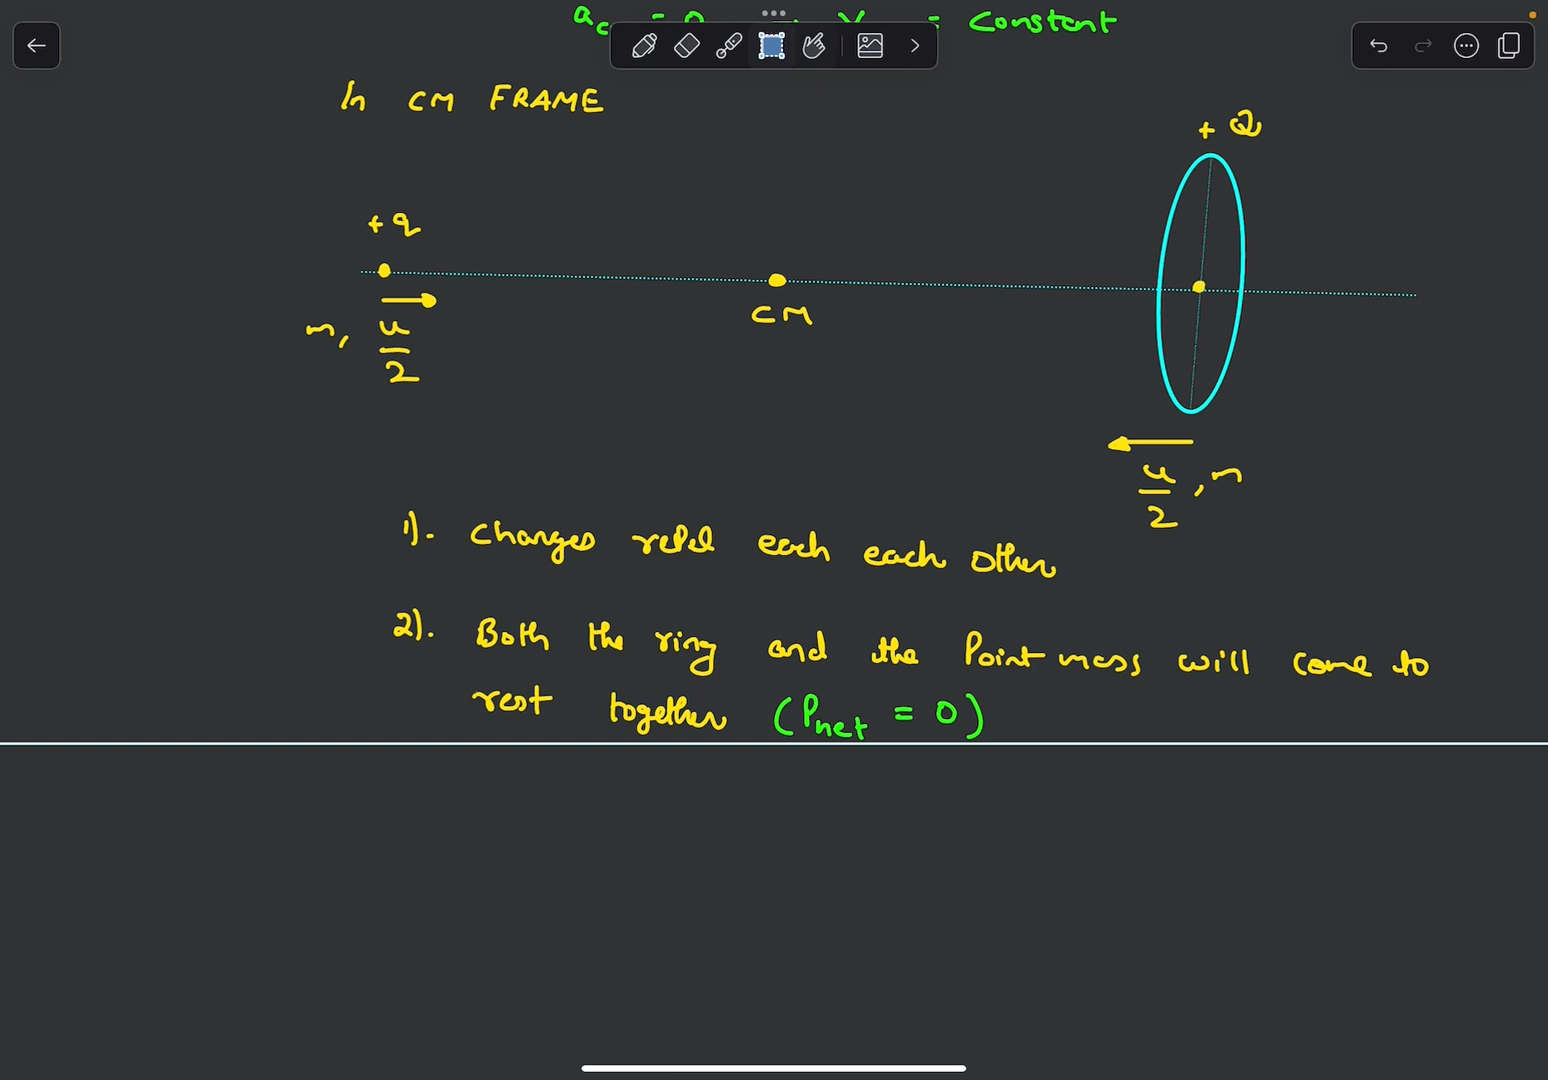 = Constant
In CM FRAME
+ Q
+ q
CM
m, u/2
u/2 , m
1). Charges repel each each other
2). Both the ring and the Point mass will come to
rest together (Pnet = 0)